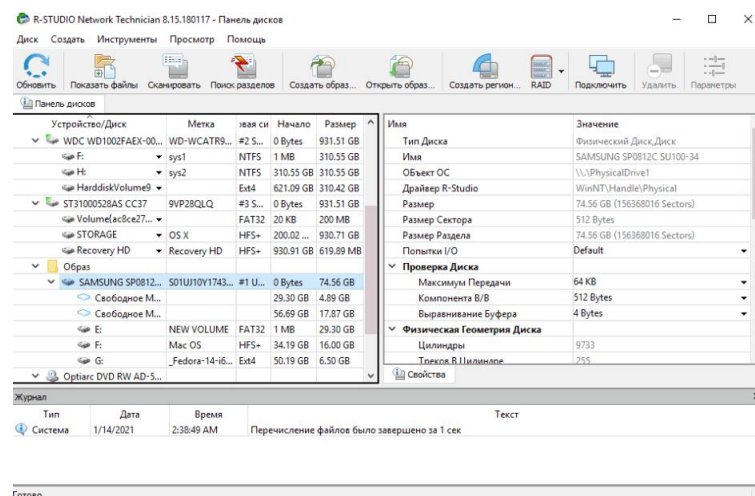 R-STUDIO Network Technician 8.15.180117 - Панель дисков
Диск Создать Инструменты Просмотр Помощь
Обновить Показать файлы Сканировать Поиск разделов Создать образ... Открыть образ... Создать регион... RAID Подключить Удалить Параметры
Панель дисков
Устройство/Диск Метка овая си Начало Размер
WDC WD1002FAEX-00... WD-WCATR9... #2 S... 0 Bytes 931.51 GB
F: sys1 NTFS 1 MB 310.55 GB
H: sys2 NTFS 310.55 GB 310.55 GB
HarddiskVolume9 Ext4 621.09 GB 310.42 GB
ST31000528AS CC37 9VP28QLQ #3 S... 0 Bytes 931.51 GB
Volume{ac8ce27... FAT32 20 KB 200 MB
STORAGE OS X HFS+ 200.02 ... 930.71 GB
Recovery HD Recovery HD HFS+ 930.91 GB 619.89 MB
Образ
SAMSUNG SP0812... S01UJ10Y1743... #1 U... 0 Bytes 74.56 GB
Свободное М... 29.30 GB 4.89 GB
Свободное М... 56.69 GB 17.87 GB
E: NEW VOLUME FAT32 1 MB 29.30 GB
F: Mac OS HFS+ 34.19 GB 16.00 GB
G: _Fedora-14-i6... Ext4 50.19 GB 6.50 GB
Optiarc DVD RW AD-5...
Имя Значение
Тип Диска Физический Диск,Диск
Имя SAMSUNG SP0812C SU100-34
ОБъект ОС \\.\PhysicalDrive1
Драйвер R-Studio WinNT\Handle\Physical
Размер 74.56 GB (156368016 Sectors)
Размер Сектора 512 Bytes
Размер Раздела 74.56 GB (156368016 Sectors)
Попытки I/O Default
Проверка Диска
Максимум Передачи 64 KB
Компонента В/В 512 Bytes
Выравнивание Буфера 4 Bytes
Физическая Геометрия Диска
Цилиндры 9733
Треков В Цилиндре 255
Свойства
Журнал
Тип Дата Время Текст
Система 1/14/2021 2:38:49 AM Перечисление файлов было завершено за 1 сек
Готово